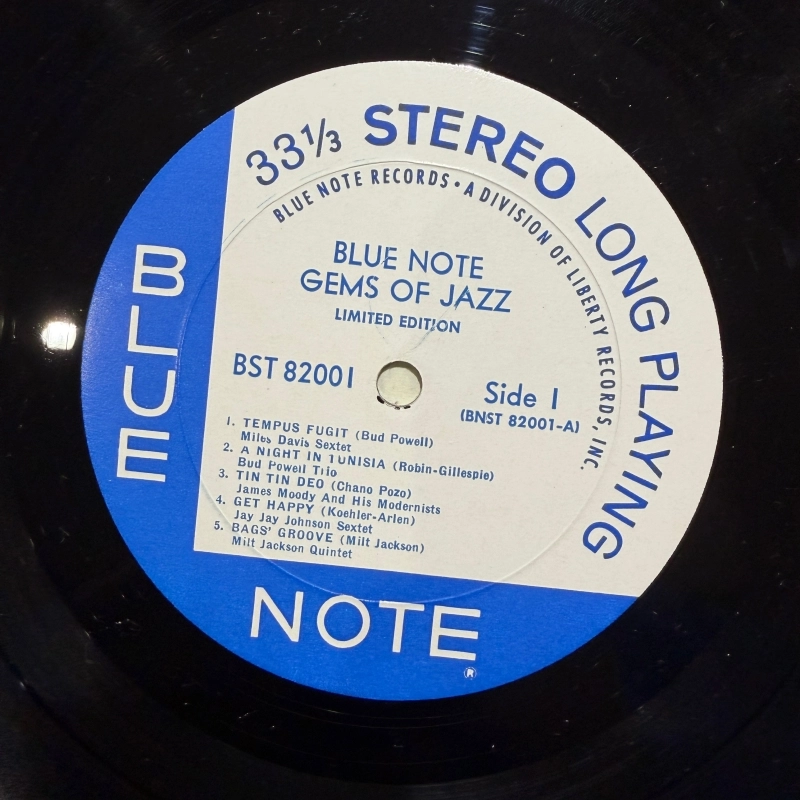 33⅓ STEREO LONG PLAYING
BLUE NOTE RECORDS • A DIVISION OF LIBERTY RECORDS, INC.
BLUE NOTE
GEMS OF JAZZ
LIMITED EDITION
BST 82001
Side 1
(BNST 82001-A)
1. TEMPUS FUGIT (Bud Powell)
Miles Davis Sextet
2. A NIGHT IN TUNISIA (Robin-Gillespie)
Bud Powell Trio
3. TIN TIN DEO (Chano Pozo)
James Moody And His Modernists
4. GET HAPPY (Koehler-Arlen)
Jay Jay Johnson Sextet
5. BAGS' GROOVE (Milt Jackson)
Milt Jackson Quintet
BLUE
NOTE
®